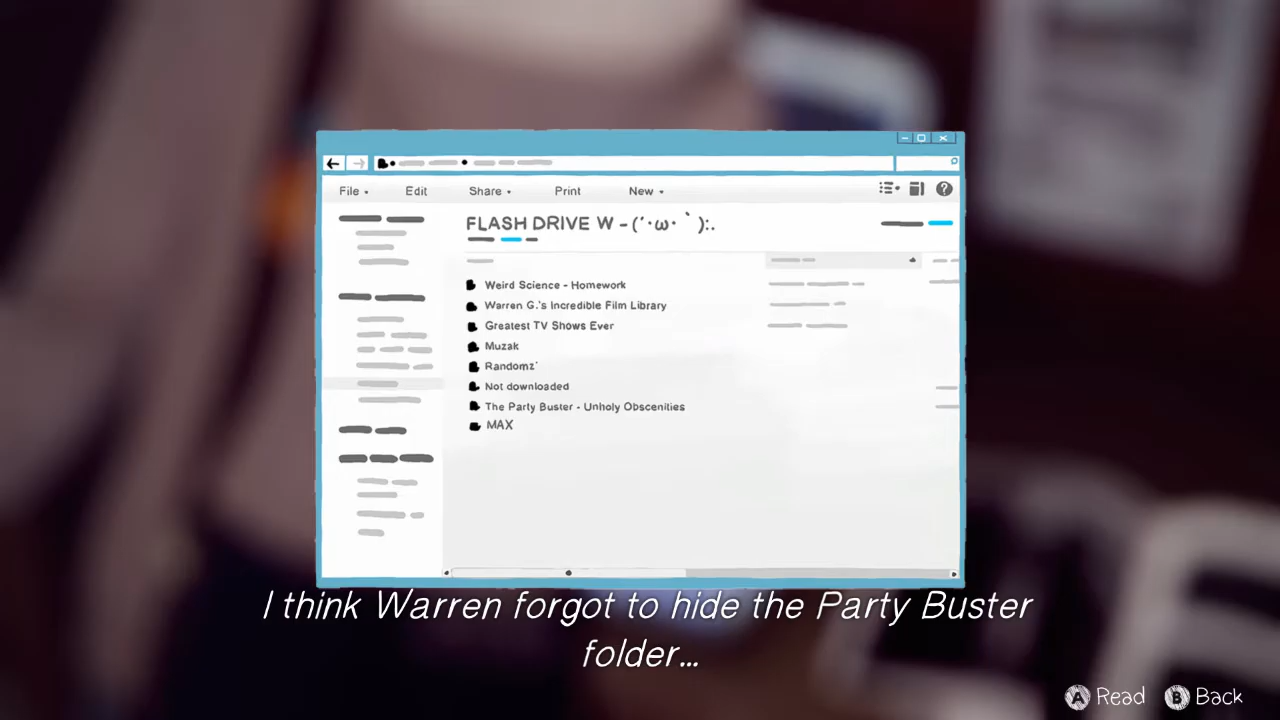 File Edit Share Print New
FLASH DRIVE W -(´･ω･`):.
Weird Science - Homework
Warren G.'s Incredible Film Library
Greatest TV Shows Ever
Muzak
Randomz'
Not downloaded
The Party Buster - Unholy Obscenities
MAX
I think Warren forgot to hide the Party Buster
folder...
A Read B Back